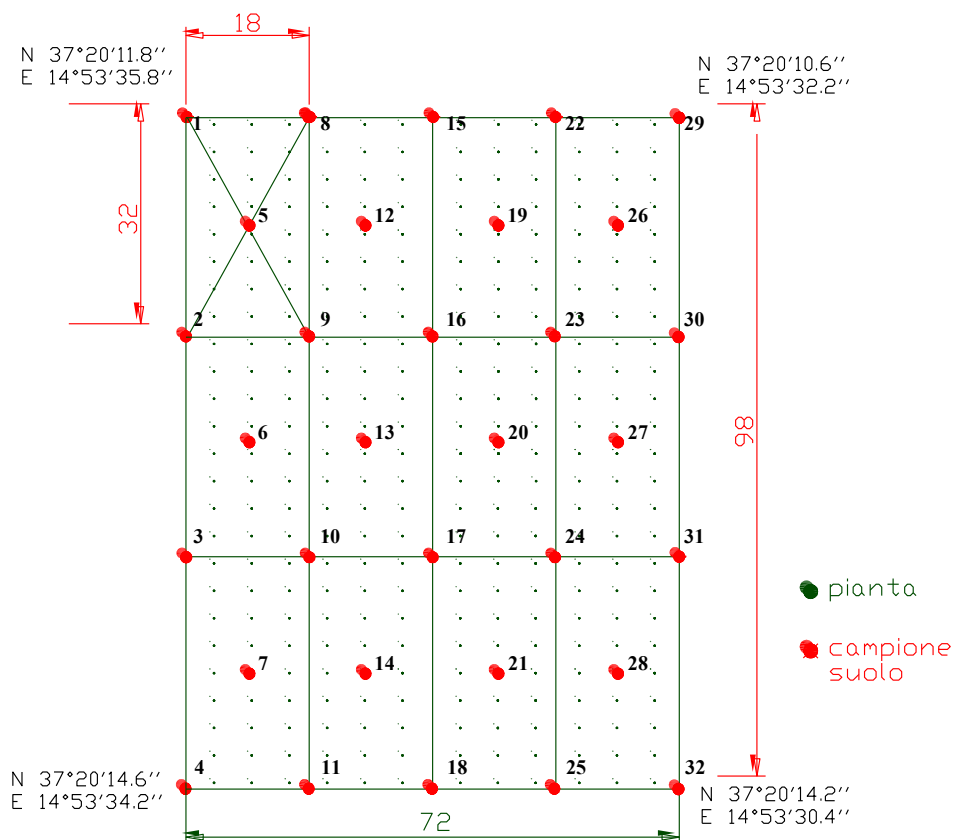 18
N 37°20'11.8''
E 14°53'35.8''
N 37°20'10.6''
E 14°53'32.2''
1 8 15 22 29
32
5 12 19 26
2 9 16 23 30
98
6 13 20 27
3 10 17 24 31
pianta
campione
suolo
7 14 21 28
4 11 18 25 32
N 37°20'14.6''
E 14°53'34.2''
N 37°20'14.2''
E 14°53'30.4''
72